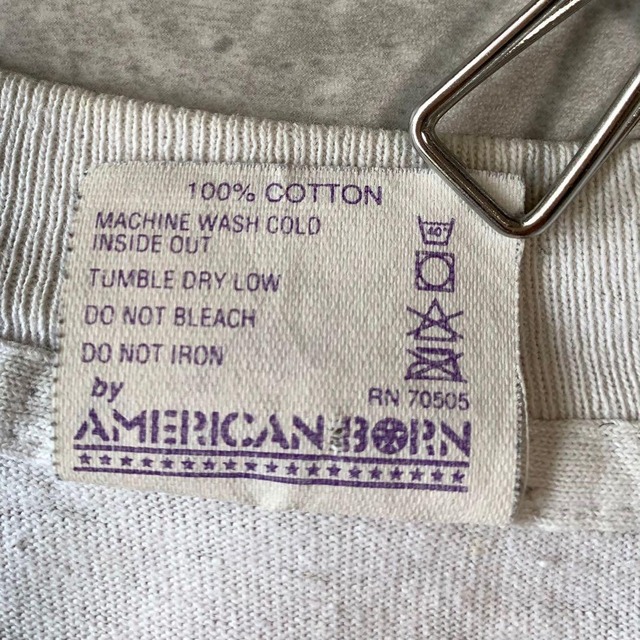 100% COTTON
MACHINE WASH COLD
INSIDE OUT
TUMBLE DRY LOW
DO NOT BLEACH
DO NOT IRON
40°
RN 70505
by
AMERICAN BORN